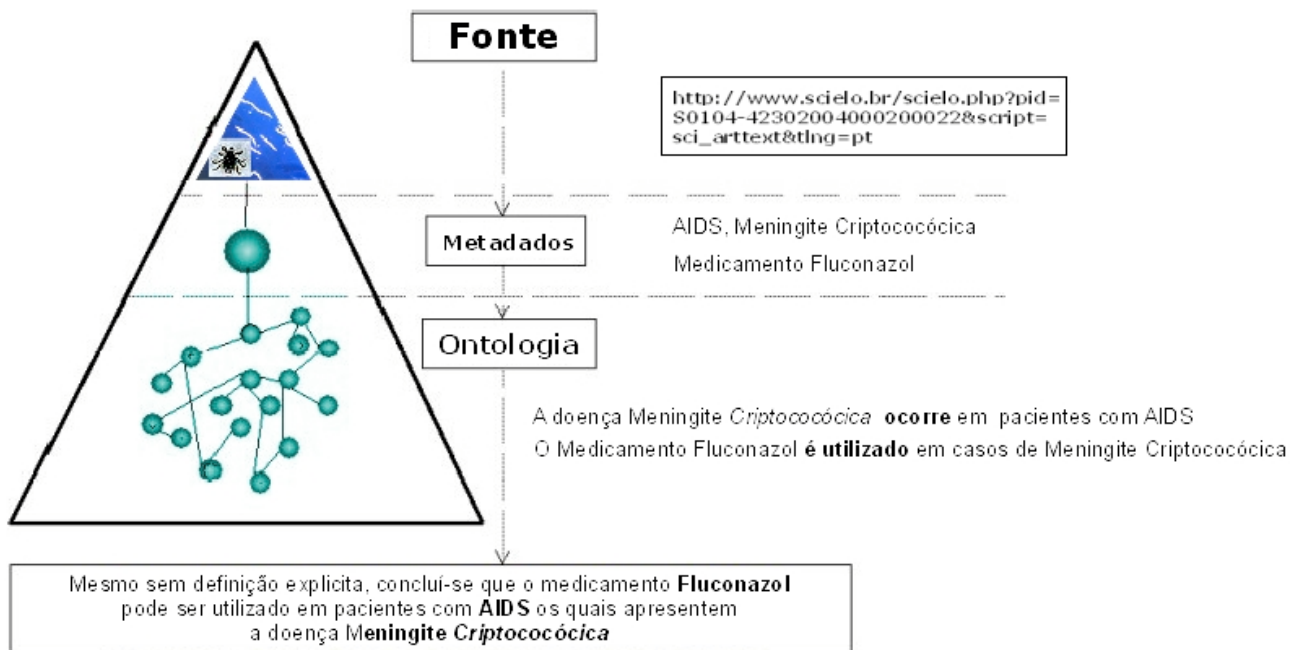 Fonte
http://www.scielo.br/scielo.php?pid=
S0104-42302004000200022&script=
sci_arttext&tlng=pt
Metadados
AIDS, Meningite Criptococócica
Medicamento Fluconazol
Ontologia
A doença Meningite Criptococócica ocorre em pacientes com AIDS
O Medicamento Fluconazol é utilizado em casos de Meningite Criptococócica
Mesmo sem definição explicita, concluí-se que o medicamento Fluconazol
pode ser utilizado em pacientes com AIDS os quais apresentem
a doença Meningite Criptococócica